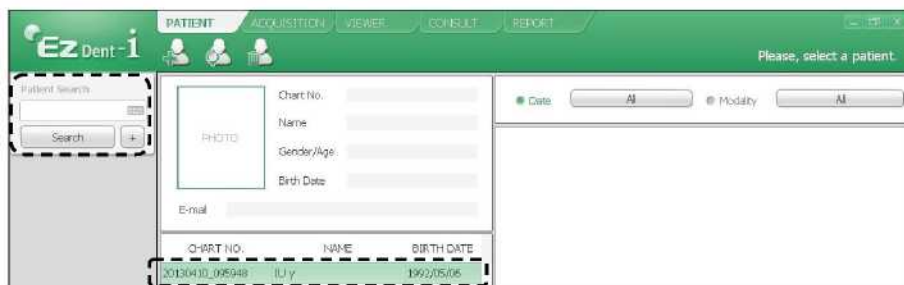 Ez Dent-i
PATIENT ACQUISITION VIEWER CONSULT REPORT
Please, select a patient.
Patient Search
Search +
PHOTO
Chart No.
Name
Gender/Age
Birth Date
E-mail
Date All Modality All
CHART NO. NAME BIRTH DATE
20130410_095948 IU y 1992/05/06